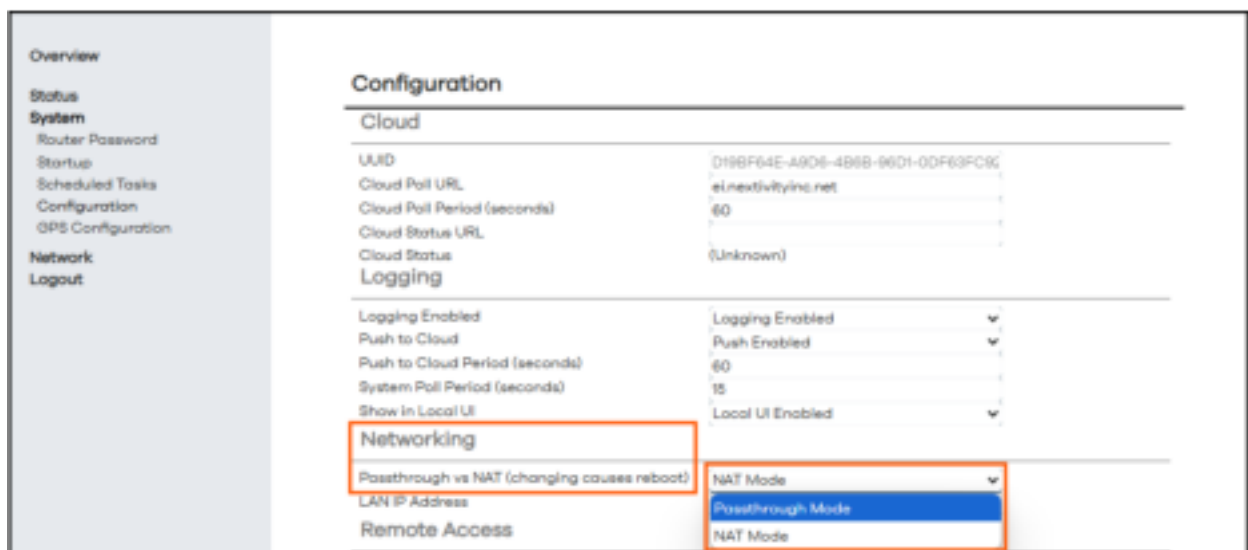 Overview
Status
System
Router Password
Startup
Scheduled Tasks
Configuration
GPS Configuration
Network
Logout
Configuration
Cloud
UUID D19BF64E-A9D6-4B6B-96D1-0DF63FC92
Cloud Poll URL ei.nextivityinc.net
Cloud Poll Period (seconds) 60
Cloud Status URL
Cloud Status (Unknown)
Logging
Logging Enabled Logging Enabled
Push to Cloud Push Enabled
Push to Cloud Period (seconds) 60
System Poll Period (seconds) 15
Show in Local UI Local UI Enabled
Networking
Passthrough vs NAT (changing causes reboot) NAT Mode
LAN IP Address Passthrough Mode
Remote Access NAT Mode